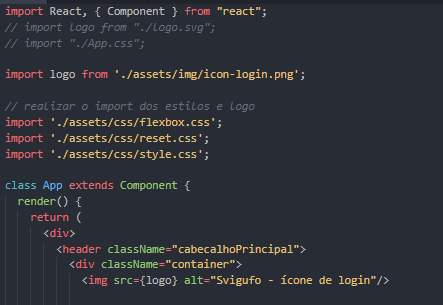 import React, { Component } from "react";
// import logo from "./logo.svg";
// import "./App.css";
import logo from './assets/img/icon-login.png';
// realizar o import dos estilos e logo
import './assets/css/flexbox.css';
import './assets/css/reset.css';
import './assets/css/style.css';
class App extends Component {
render() {
return (
<div>
<header className="cabecalhoPrincipal">
<div className="container">
<img src={logo} alt="Svigufo - ícone de login"/>